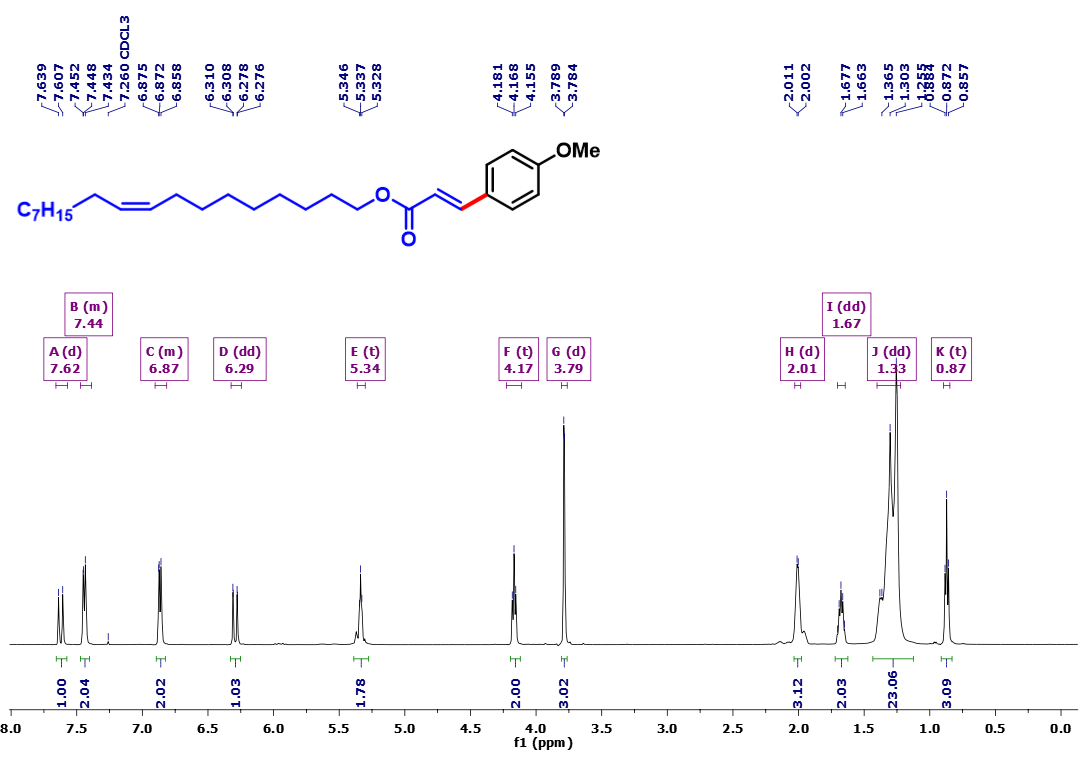 7.639
7.607
7.452
7.448
7.434
7.260 CDCL3
6.875
6.872
6.858
6.310
6.308
6.278
6.276
5.346
5.337
5.328
4.181
4.168
4.155
3.789
3.784
2.011
2.002
1.677
1.663
1.365
1.303
1.255
0.884
0.872
0.857
OMe
O
C7H15
O
B (m)
7.44
I (dd)
1.67
A (d)
7.62
C (m)
6.87
D (dd)
6.29
E (t)
5.34
F (t)
4.17
G (d)
3.79
H (d)
2.01
J (dd)
1.33
K (t)
0.87
1.00
2.04
2.02
1.03
1.78
2.00
3.02
3.12
2.03
23.06
3.09
8.0 7.5 7.0 6.5 6.0 5.5 5.0 4.5 4.0 3.5 3.0 2.5 2.0 1.5 1.0 0.5 0.0
f1 (ppm)